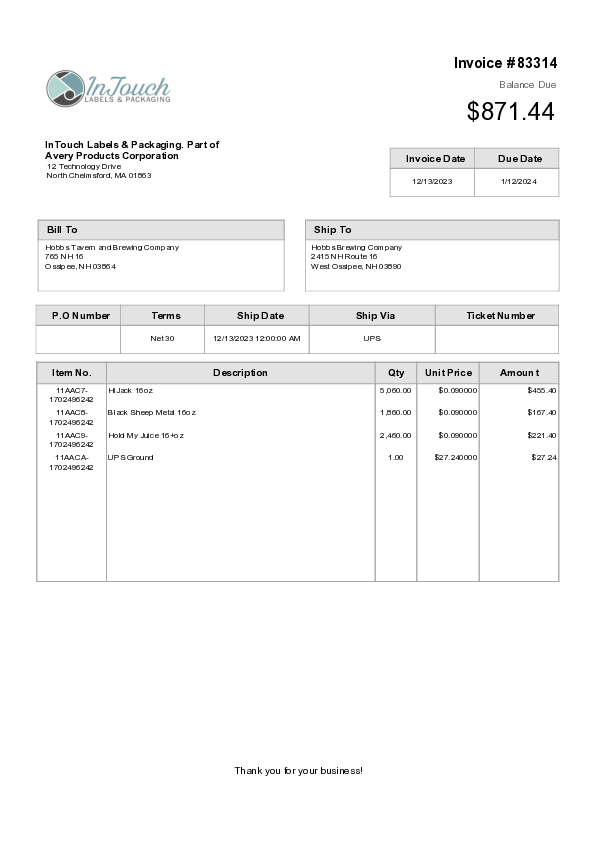 Invoice #83314
Balance Due
$871.44
InTouch
LABELS & PACKAGING
InTouch Labels & Packaging. Part of
Avery Products Corporation
12 Technology Drive
North Chelmsford, MA 01863
Invoice Date Due Date
12/13/2023 1/12/2024
Bill To
Hobbs Tavern and Brewing Company
765 NH 16
Ossipee, NH 03864
Ship To
Hobbs Brewing Company
2415 NH Route 16
West Ossipee, NH 03890
P.O Number Terms Ship Date Ship Via Ticket Number
Net 30 12/13/2023 12:00:00 AM UPS
Item No. Description Qty Unit Price Amount
11AAC7- HiJack 16oz 5,060.00 $0.090000 $455.40
1702496242
11AAC8- Black Sheep Metal 16oz 1,860.00 $0.090000 $167.40
1702496242
11AAC9- Hold My Juice 16+oz 2,460.00 $0.090000 $221.40
1702496242
11AACA- UPS Ground 1.00 $27.240000 $27.24
1702496242
Thank you for your business!